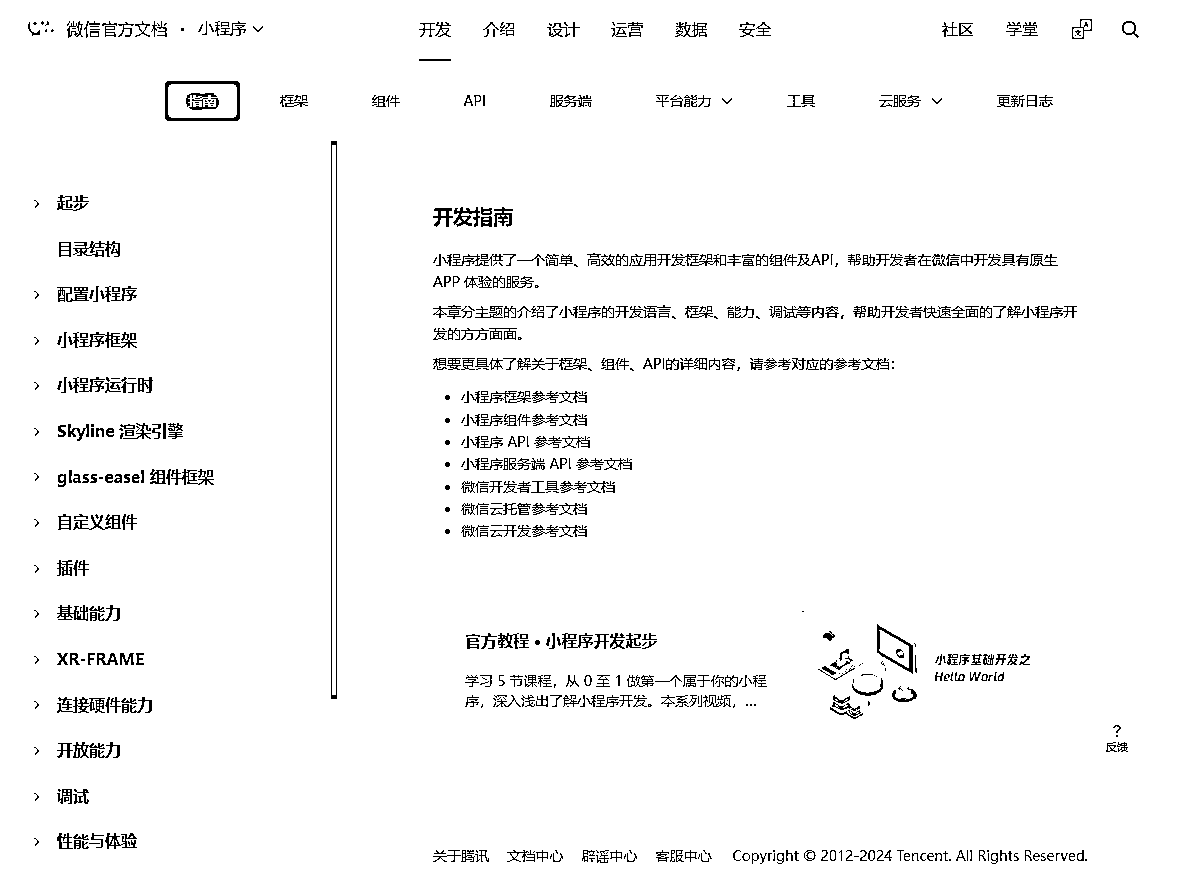 微信官方文档 · 小程序
开发 介绍 设计 运营 数据 安全
社区 学堂
指南 框架 组件 API 服务端 平台能力 工具 云服务 更新日志
起步
目录结构
配置小程序
小程序框架
小程序运行时
Skyline 渲染引擎
glass-easel 组件框架
自定义组件
插件
基础能力
XR-FRAME
连接硬件能力
开放能力
调试
性能与体验
开发指南
小程序提供了一个简单、高效的应用开发框架和丰富的组件及API，帮助开发者在微信中开发具有原生
APP 体验的服务。
本章分主题的介绍了小程序的开发语言、框架、能力、调试等内容，帮助开发者快速全面的了解小程序开
发的方方面面。
想要更具体了解关于框架、组件、API的详细内容，请参考对应的参考文档：
• 小程序框架参考文档
• 小程序组件参考文档
• 小程序 API 参考文档
• 小程序服务端 API 参考文档
• 微信开发者工具参考文档
• 微信云托管参考文档
• 微信云开发参考文档
官方教程 • 小程序开发起步
学习 5 节课程，从 0 至 1 做第一个属于你的小程
序，深入浅出了解小程序开发。本系列视频，...
小程序基础开发之
Hello World
?
反馈
关于腾讯 文档中心 辟谣中心 客服中心 Copyright © 2012-2024 Tencent. All Rights Reserved.